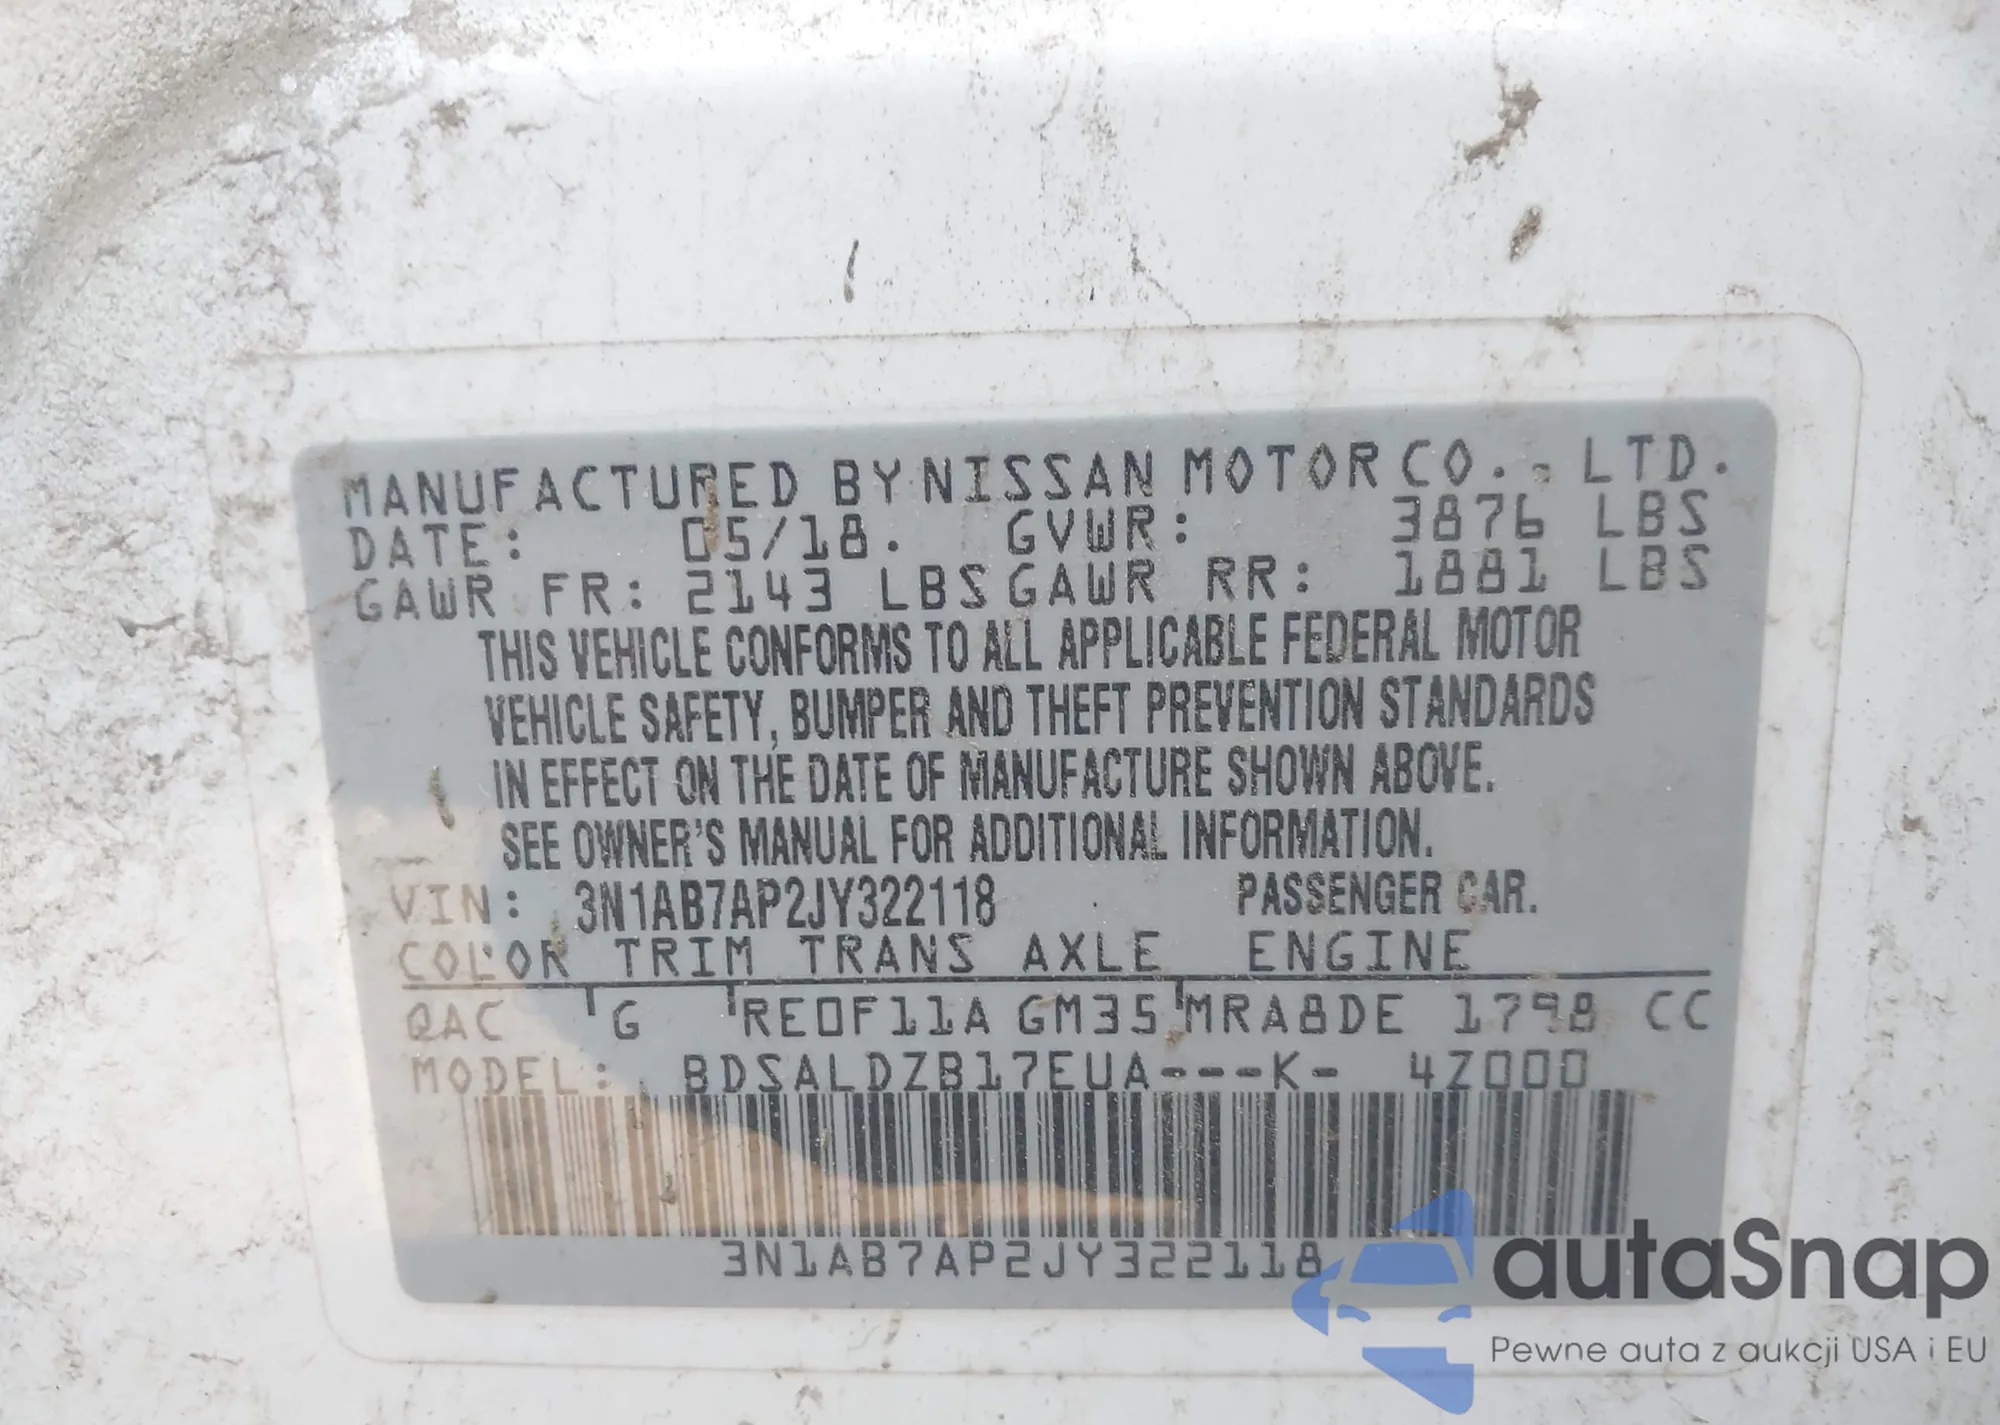 MANUFACTURED BY NISSAN MOTOR CO., LTD.
DATE: 05/18. GVWR: 3876 LBS
GAWR FR: 2143 LBS GAWR RR: 1881 LBS
THIS VEHICLE CONFORMS TO ALL APPLICABLE FEDERAL MOTOR
VEHICLE SAFETY, BUMPER AND THEFT PREVENTION STANDARDS
IN EFFECT ON THE DATE OF MANUFACTURE SHOWN ABOVE.
SEE OWNER'S MANUAL FOR ADDITIONAL INFORMATION.
VIN: 3N1AB7AP2JY322118 PASSENGER CAR.
COLOR TRIM TRANS AXLE ENGINE
QAC G RE0F11A GM35 MRA8DE 1798 CC
MODEL: BDSALDZB17EUA---K- 4Z000
3N1AB7AP2JY322118
autaSnap
Pewne auta z aukcji USA i EU